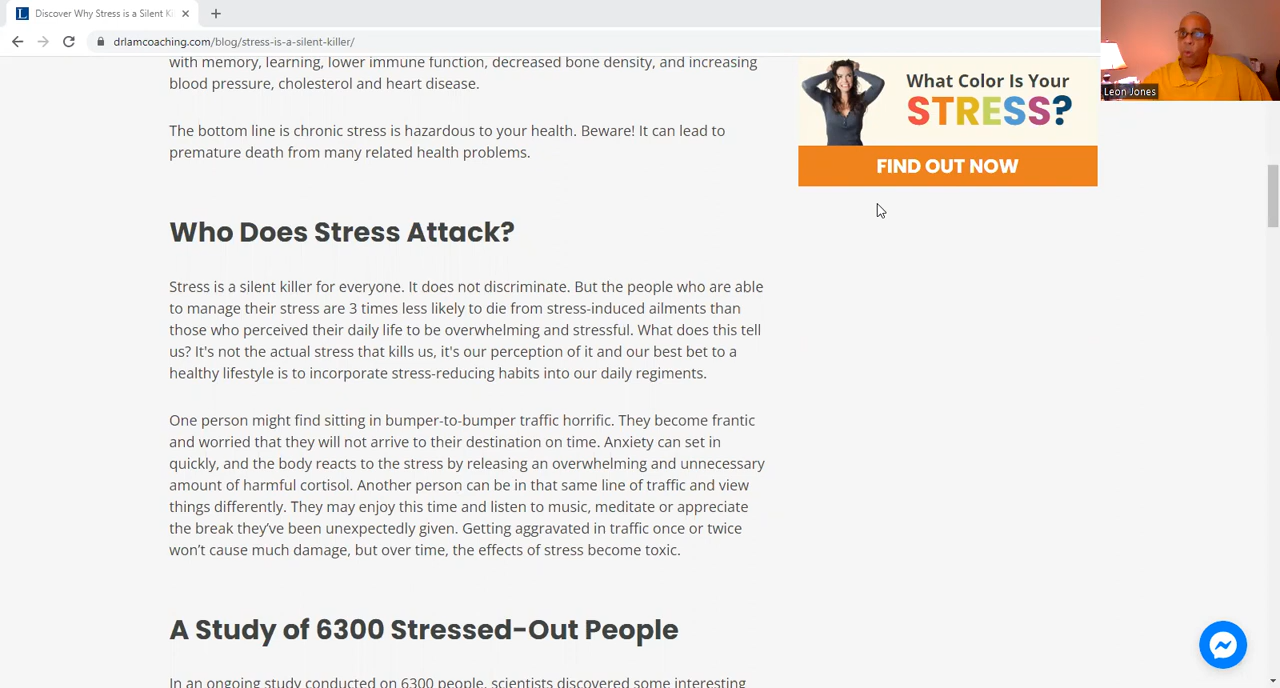 Discover Why Stress is a Silent Ki
drlamcoaching.com/blog/stress-is-a-silent-killer/
Leon Jones
with memory, learning, lower immune function, decreased bone density, and increasing
blood pressure, cholesterol and heart disease.
The bottom line is chronic stress is hazardous to your health. Beware! It can lead to
premature death from many related health problems.
What Color Is Your
STRESS?
FIND OUT NOW
Who Does Stress Attack?
Stress is a silent killer for everyone. It does not discriminate. But the people who are able
to manage their stress are 3 times less likely to die from stress-induced ailments than
those who perceived their daily life to be overwhelming and stressful. What does this tell
us? It's not the actual stress that kills us, it's our perception of it and our best bet to a
healthy lifestyle is to incorporate stress-reducing habits into our daily regiments.
One person might find sitting in bumper-to-bumper traffic horrific. They become frantic
and worried that they will not arrive to their destination on time. Anxiety can set in
quickly, and the body reacts to the stress by releasing an overwhelming and unnecessary
amount of harmful cortisol. Another person can be in that same line of traffic and view
things differently. They may enjoy this time and listen to music, meditate or appreciate
the break they’ve been unexpectedly given. Getting aggravated in traffic once or twice
won’t cause much damage, but over time, the effects of stress become toxic.
A Study of 6300 Stressed-Out People
In an ongoing study conducted on 6300 people, scientists discovered some interesting